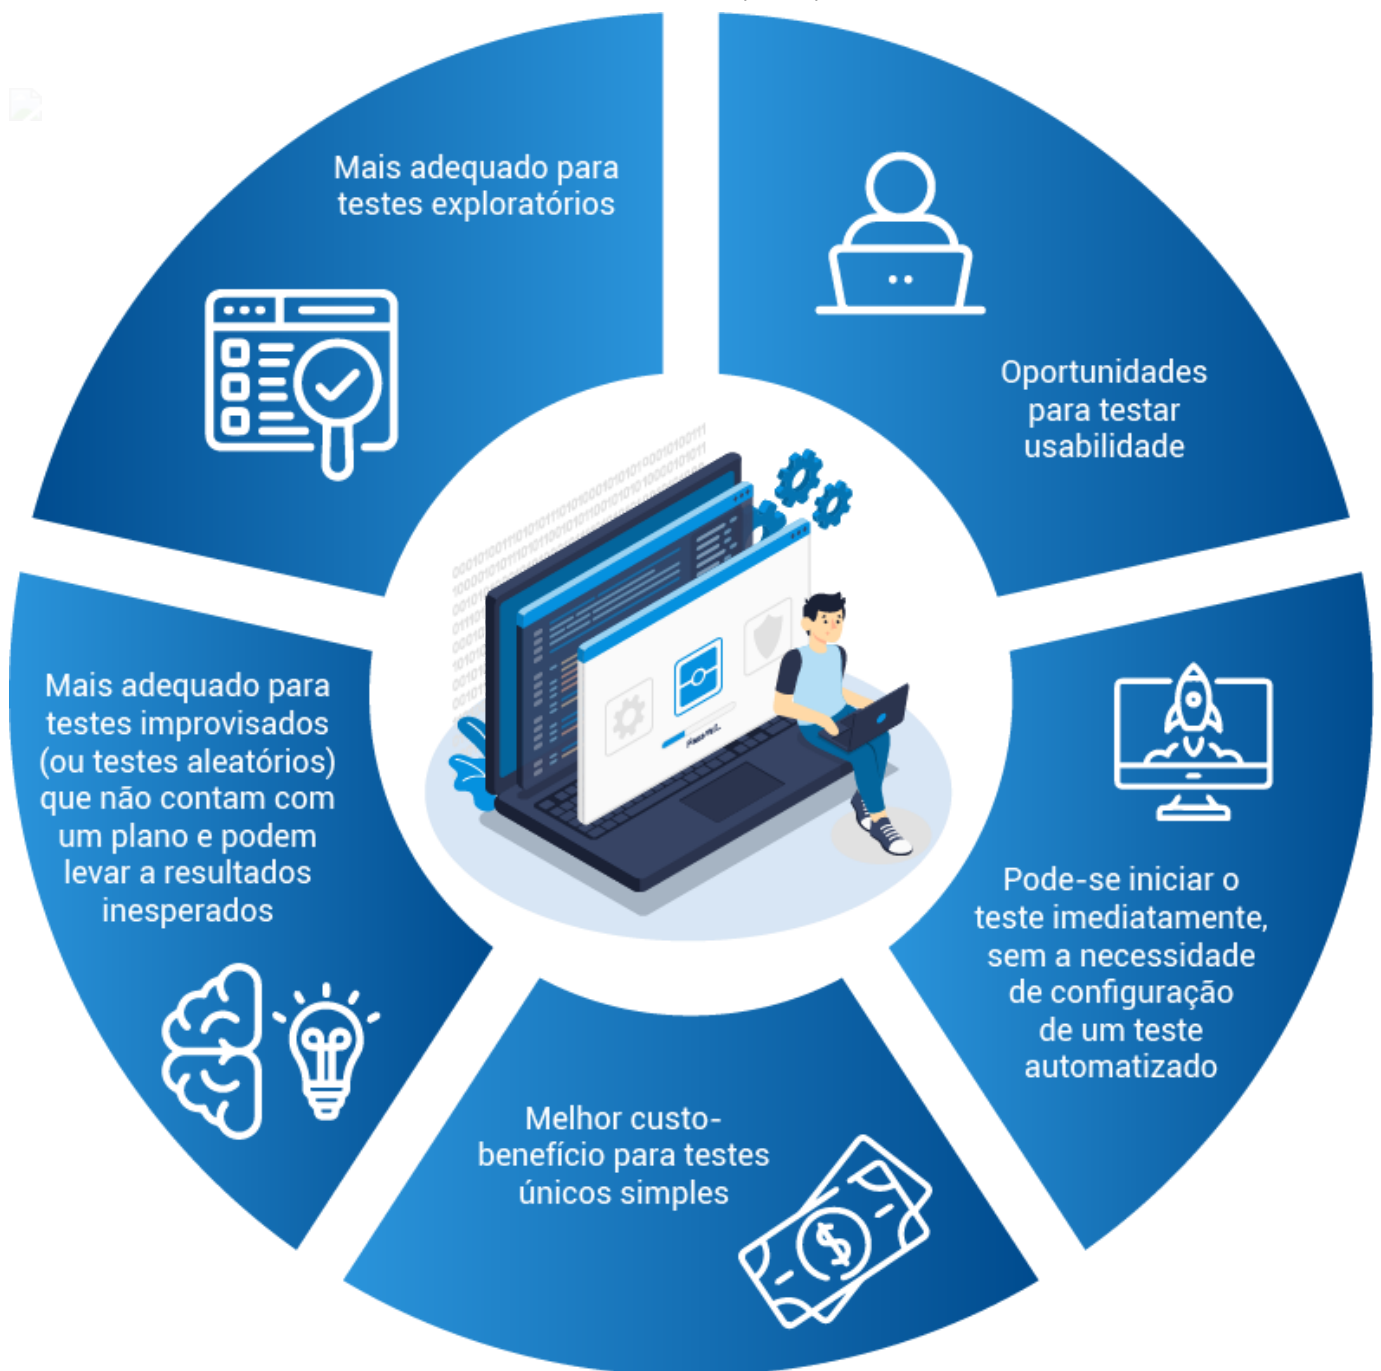 Mais adequado para
testes exploratórios
Oportunidades
para testar
usabilidade
Mais adequado para
testes improvisados
(ou testes aleatórios)
que não contam com
um plano e podem
levar a resultados
inesperados
Pode-se iniciar o
teste imediatamente,
sem a necessidade
de configuração
de um teste
automatizado
Melhor custo-
benefício para testes
únicos simples